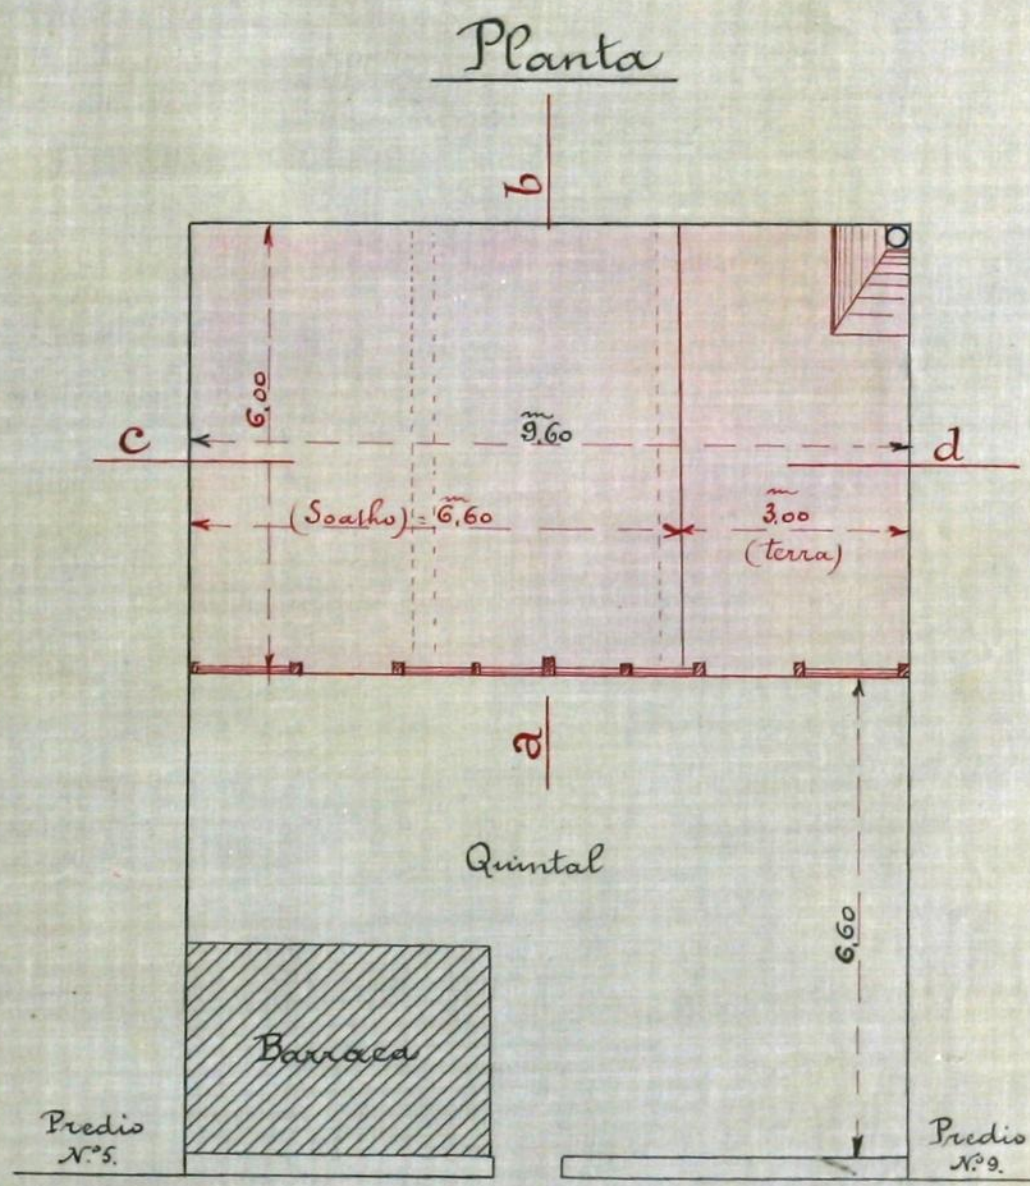 Planta
b
6,00
c
m
9,60
d
(Soalho) = 6,60 m
m
3,00
(terra)
a
Quintal
6,60
Barraca
Predio
N.º 5.
Predio
N.º 9.